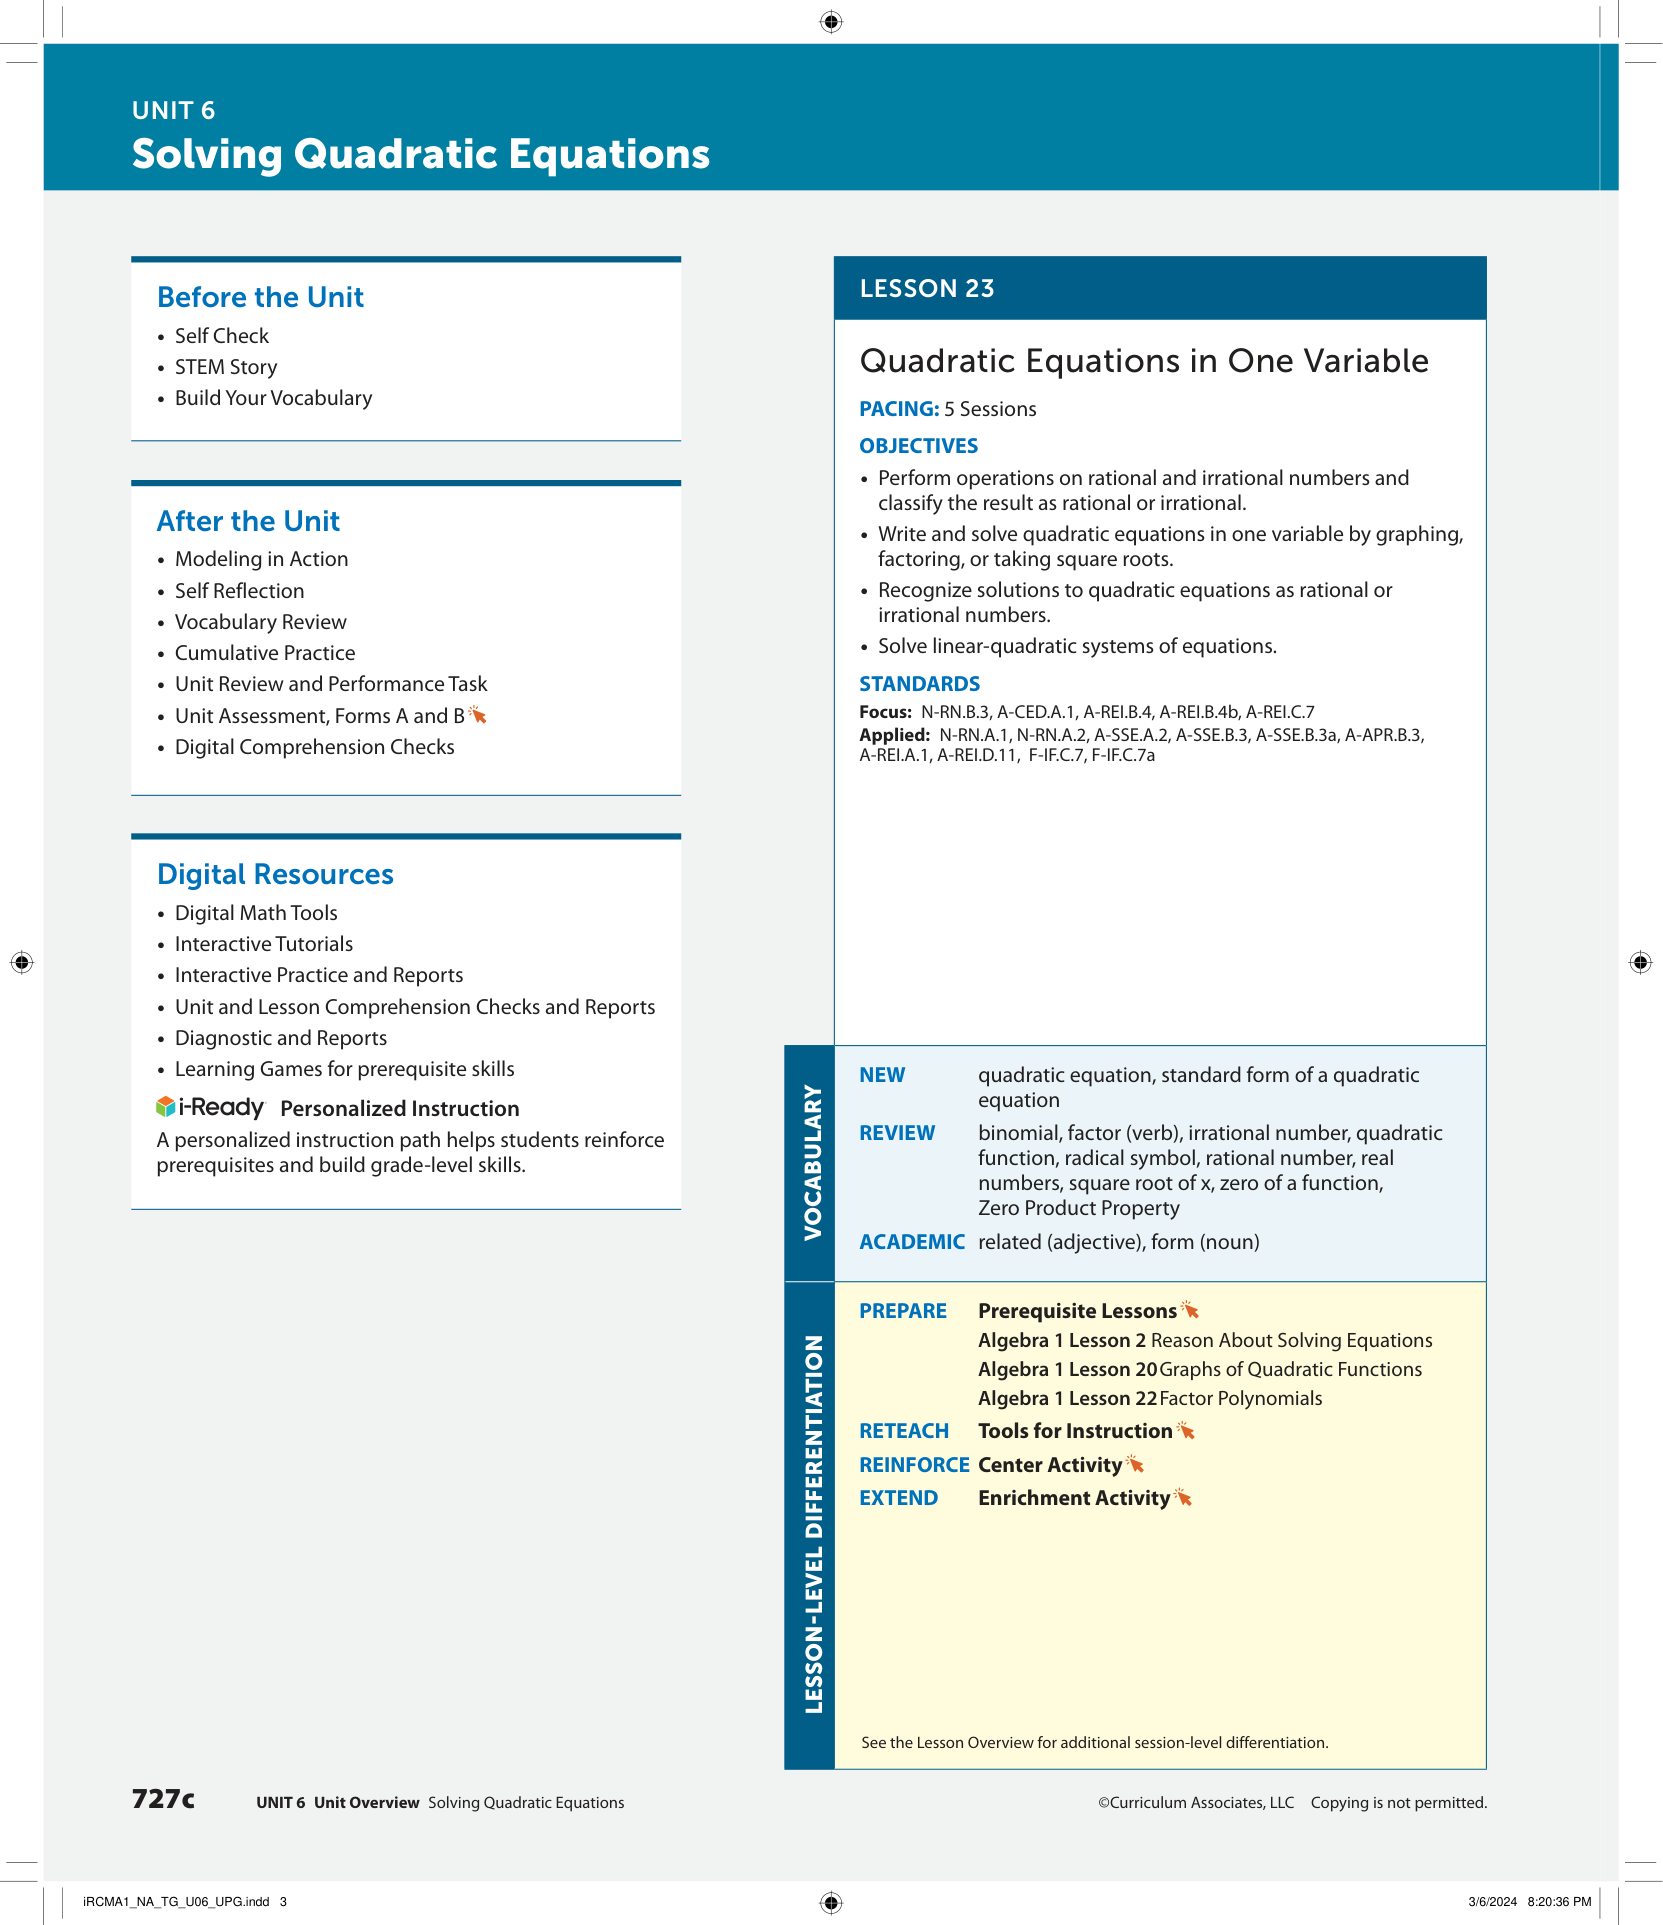 UNIT 6
Solving Quadratic Equations
Before the Unit
• Self Check
• STEM Story
• Build Your Vocabulary
After the Unit
• Modeling in Action
• Self Reflection
• Vocabulary Review
• Cumulative Practice
• Unit Review and Performance Task
• Unit Assessment, Forms A and B
• Digital Comprehension Checks
Digital Resources
• Digital Math Tools
• Interactive Tutorials
• Interactive Practice and Reports
• Unit and Lesson Comprehension Checks and Reports
• Diagnostic and Reports
• Learning Games for prerequisite skills
i-Ready Personalized Instruction
A personalized instruction path helps students reinforce
prerequisites and build grade-level skills.
LESSON 23
Quadratic Equations in One Variable
PACING: 5 Sessions
OBJECTIVES
• Perform operations on rational and irrational numbers and
classify the result as rational or irrational.
• Write and solve quadratic equations in one variable by graphing,
factoring, or taking square roots.
• Recognize solutions to quadratic equations as rational or
irrational numbers.
• Solve linear-quadratic systems of equations.
STANDARDS
Focus: N-RN.B.3, A-CED.A.1, A-REI.B.4, A-REI.B.4b, A-REI.C.7
Applied: N-RN.A.1, N-RN.A.2, A-SSE.A.2, A-SSE.B.3, A-SSE.B.3a, A-APR.B.3,
A-REI.A.1, A-REI.D.11, F-IF.C.7, F-IF.C.7a
VOCABULARY
NEW quadratic equation, standard form of a quadratic
equation
REVIEW binomial, factor (verb), irrational number, quadratic
function, radical symbol, rational number, real
numbers, square root of x, zero of a function,
Zero Product Property
ACADEMIC related (adjective), form (noun)
LESSON-LEVEL DIFFERENTIATION
PREPARE Prerequisite Lessons
Algebra 1 Lesson 2 Reason About Solving Equations
Algebra 1 Lesson 20 Graphs of Quadratic Functions
Algebra 1 Lesson 22 Factor Polynomials
RETEACH Tools for Instruction
REINFORCE Center Activity
EXTEND Enrichment Activity
See the Lesson Overview for additional session-level differentiation.
727c UNIT 6 Unit Overview Solving Quadratic Equations
©Curriculum Associates, LLC Copying is not permitted.
iRCMA1_NA_TG_U06_UPG.indd 3
3/6/2024 8:20:36 PM